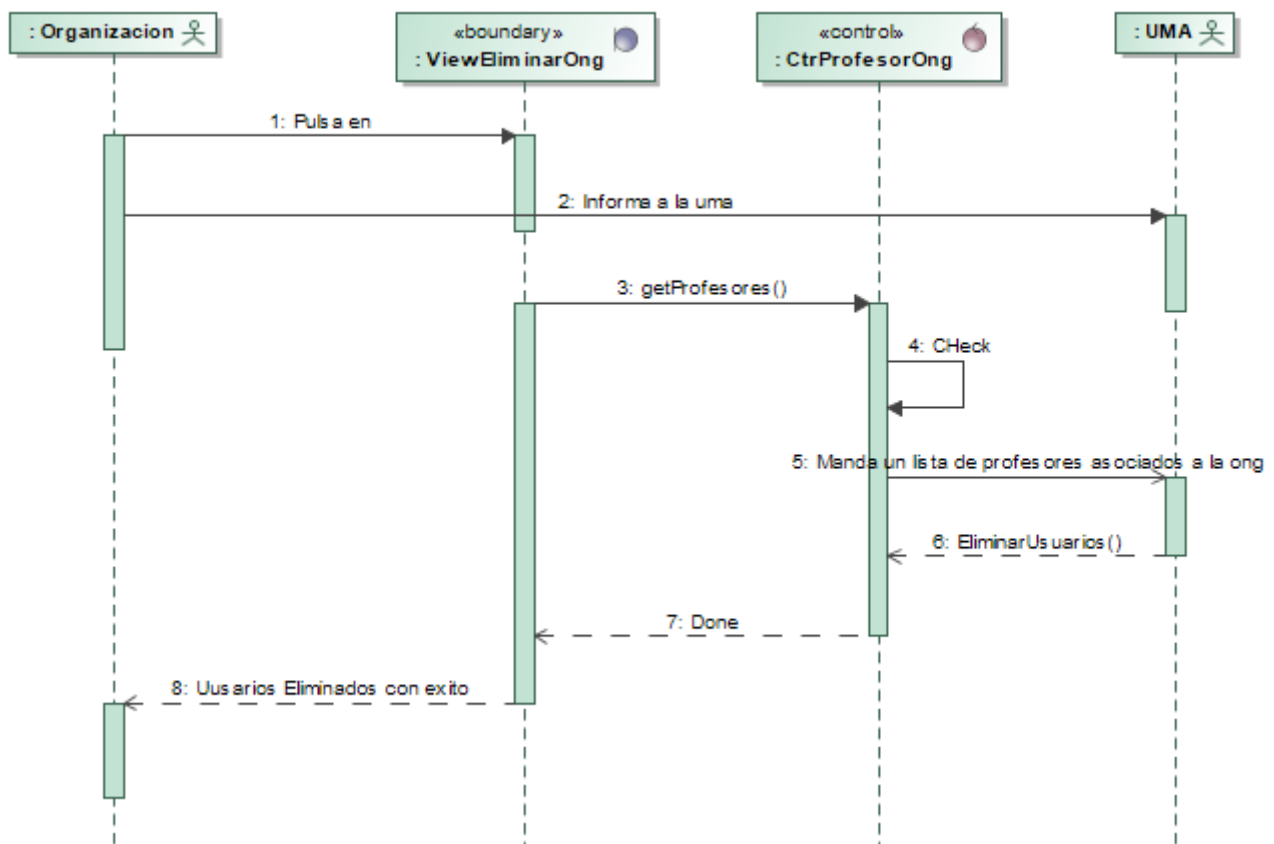 : Organizacion
«boundary»
: ViewEliminarOng
«control»
: CtrProfesorOng
: UMA
1: Pulsa en
2: Informa a la uma
3: getProfesores()
4: CHeck
5: Manda un lista de profesores asociados a la ong
6: EliminarUsuarios()
7: Done
8: Uusarios Eliminados con exito